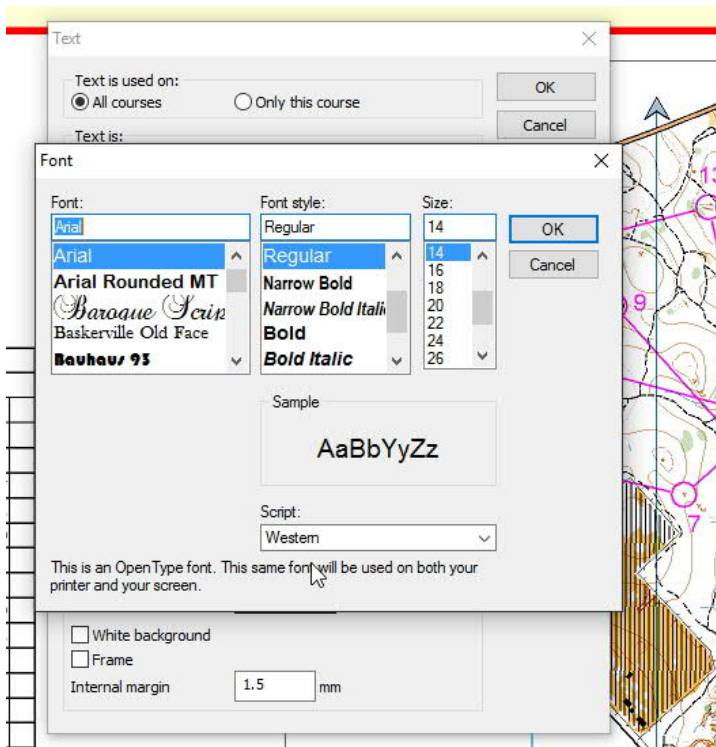 Text
Text is used on:
All courses
Only this course
OK
Cancel
Text is:
Font
Font:
Font style:
Size:
Arial
Regular
14
OK
Cancel
Arial
Arial Rounded MT
Baroque Scrip
Baskerville Old Face
Bauhaus 93
Regular
Narrow Bold
Narrow Bold Itali
Bold
Bold Italic
14
16
18
20
22
24
26
Sample
AaBbYyZz
Script:
Western
This is an OpenType font. This same font will be used on both your
printer and your screen.
White background
Frame
Internal margin
1.5
mm
13
9
7